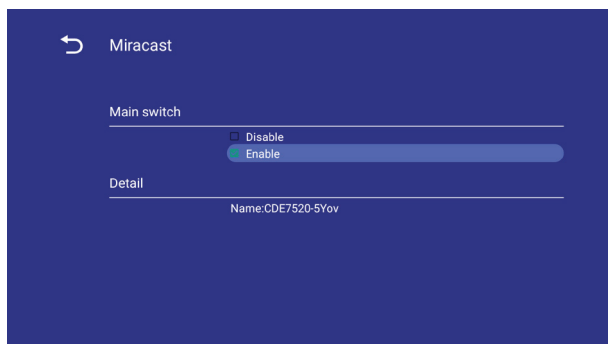 Miracast
Main switch
Disable
Enable
Detail
Name:CDE7520-5Yov